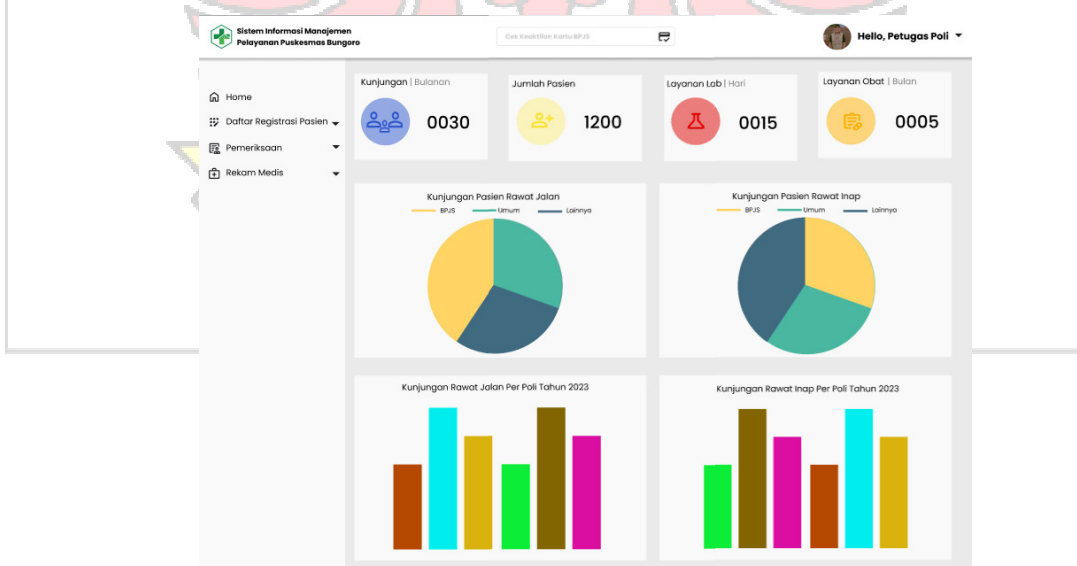 Sistem Informasi Manajemen
Pelayanan Puskesmas Bungoro
Cek Keaktifan Kartu BPJS
Hello, Petugas Poli
Home
Daftar Registrasi Pasien
Pemeriksaan
Rekam Medis
Kunjungan | Bulanan
0030
Jumlah Pasien
1200
Layanan Lab | Hari
0015
Layanan Obat | Bulan
0005
Kunjungan Pasien Rawat Jalan
BPJS Umum Lainnya
Kunjungan Pasien Rawat Inap
BPJS Umum Lainnya
Kunjungan Rawat Jalan Per Poli Tahun 2023
Kunjungan Rawat Inap Per Poli Tahun 2023